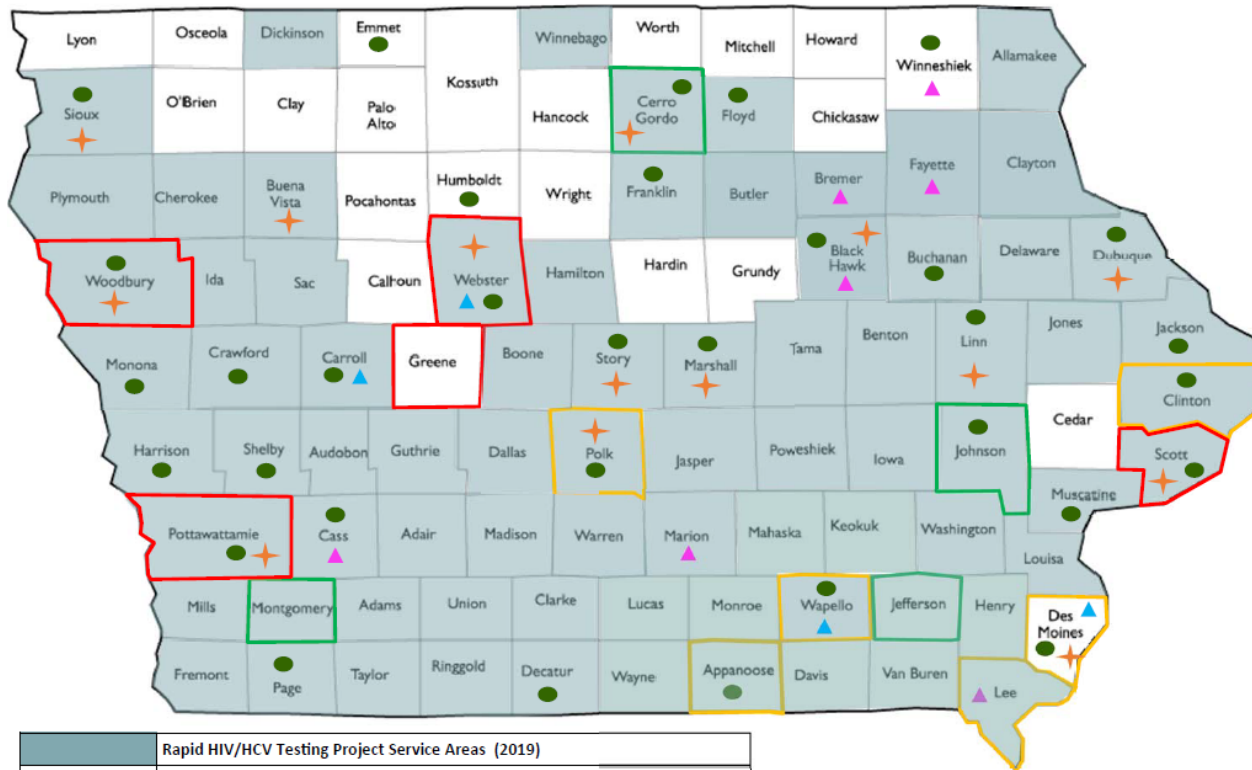 Lyon
Osceola
Dickinson
Emmet
Winnebago
Worth
Mitchell
Howard
Winneshiek
Allamakee
Kossuth
Sioux
O'Brien
Clay
Palo
Alto
Hancock
Cerro
Gordo
Floyd
Chickasaw
Plymouth
Cherokee
Buena
Vista
Pocahontas
Humboldt
Wright
Franklin
Butler
Bremer
Fayette
Clayton
Woodbury
Ida
Sac
Calhoun
Webster
Hamilton
Hardin
Grundy
Black
Hawk
Buchanan
Delaware
Dubuque
Monona
Crawford
Carroll
Greene
Boone
Story
Marshall
Tama
Benton
Linn
Jones
Jackson
Clinton
Cedar
Scott
Harrison
Shelby
Audobon
Guthrie
Dallas
Polk
Jasper
Poweshiek
Iowa
Johnson
Muscatine
Pottawattamie
Cass
Adair
Madison
Warren
Marion
Mahaska
Keokuk
Washington
Louisa
Mills
Montgomery
Adams
Union
Clarke
Lucas
Monroe
Wapello
Jefferson
Henry
Des
Moines
Fremont
Page
Taylor
Ringgold
Decatur
Wayne
Appanoose
Davis
Van Buren
Lee
Rapid HIV/HCV Testing Project Service Areas (2019)